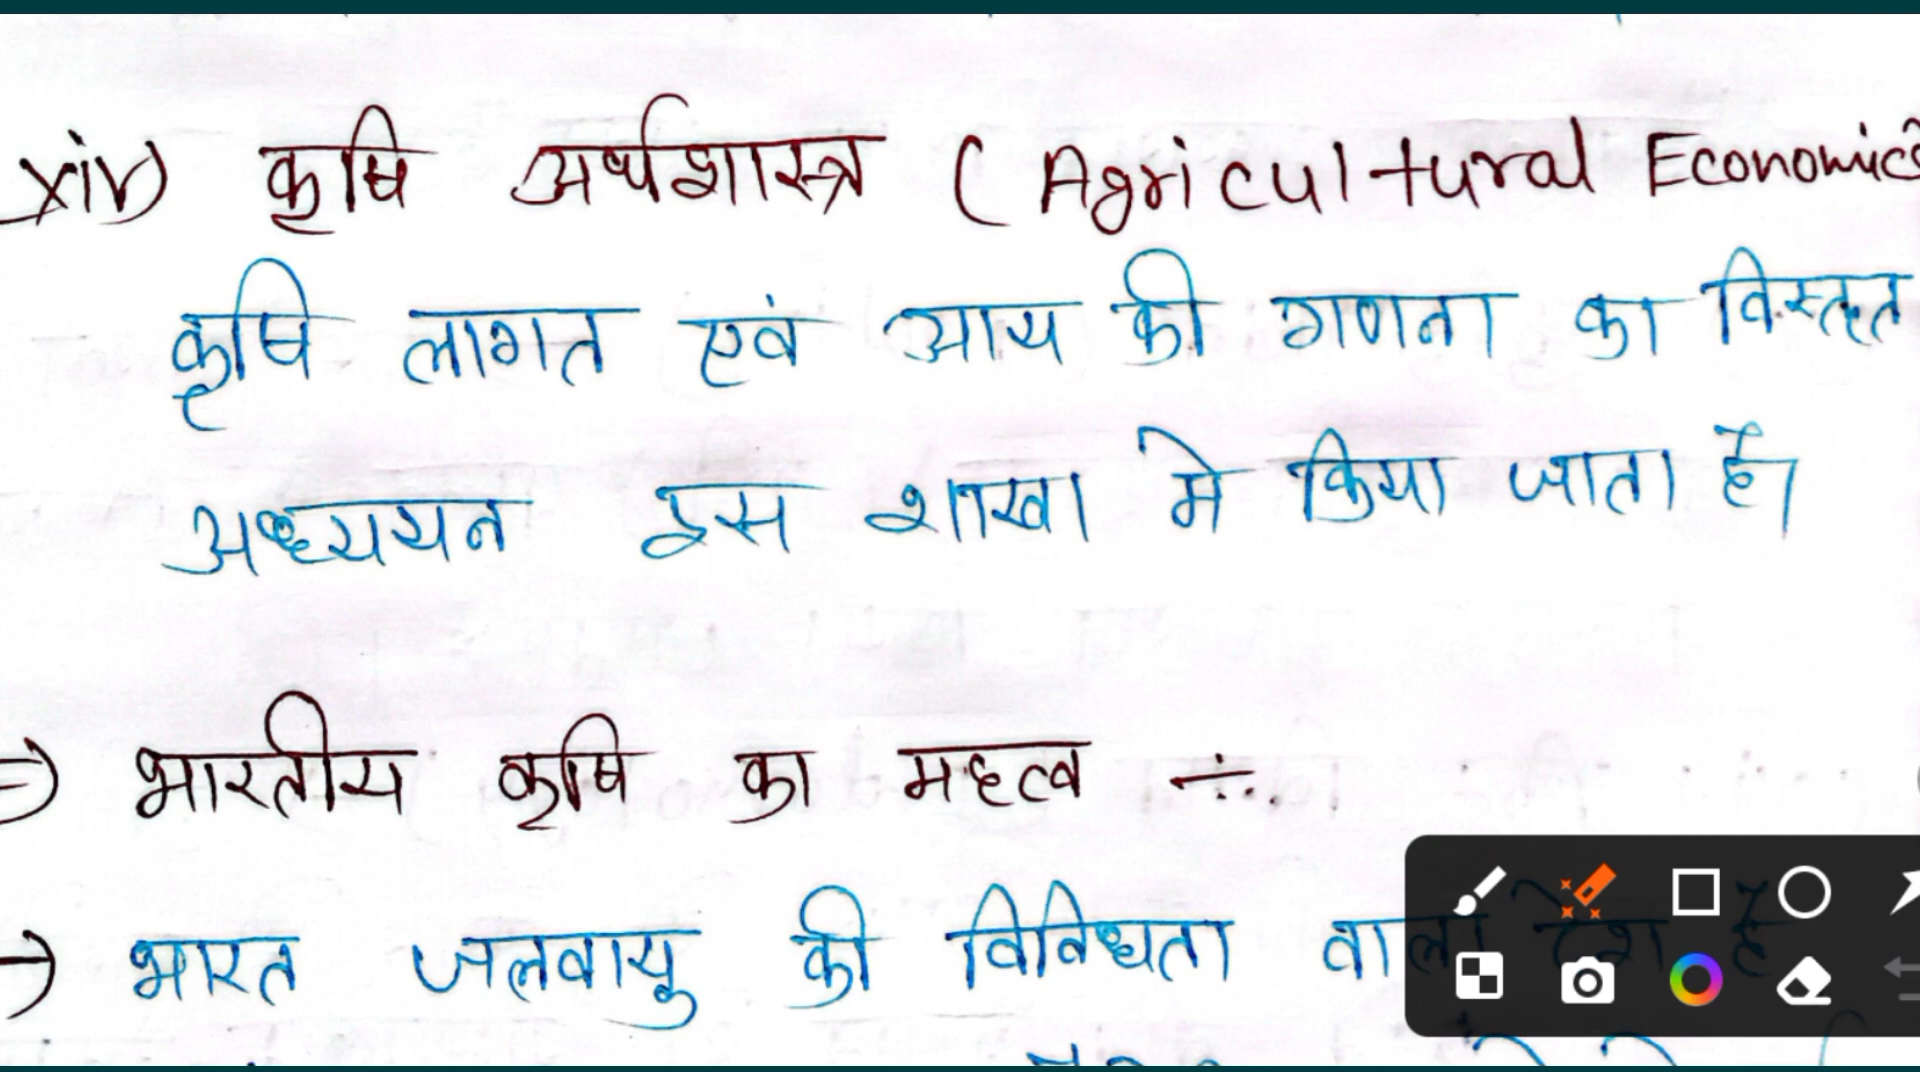 xiv) कृषि अर्थशास्त्र ( Agricultural Economics
कृषि लागत एवं आय की गणना का विस्तृत
अध्ययन इस शाखा मे किया जाता है।
=> भारतीय कृषि का महत्व ÷
-> भारत जलवायु की विविधता वाला देश है